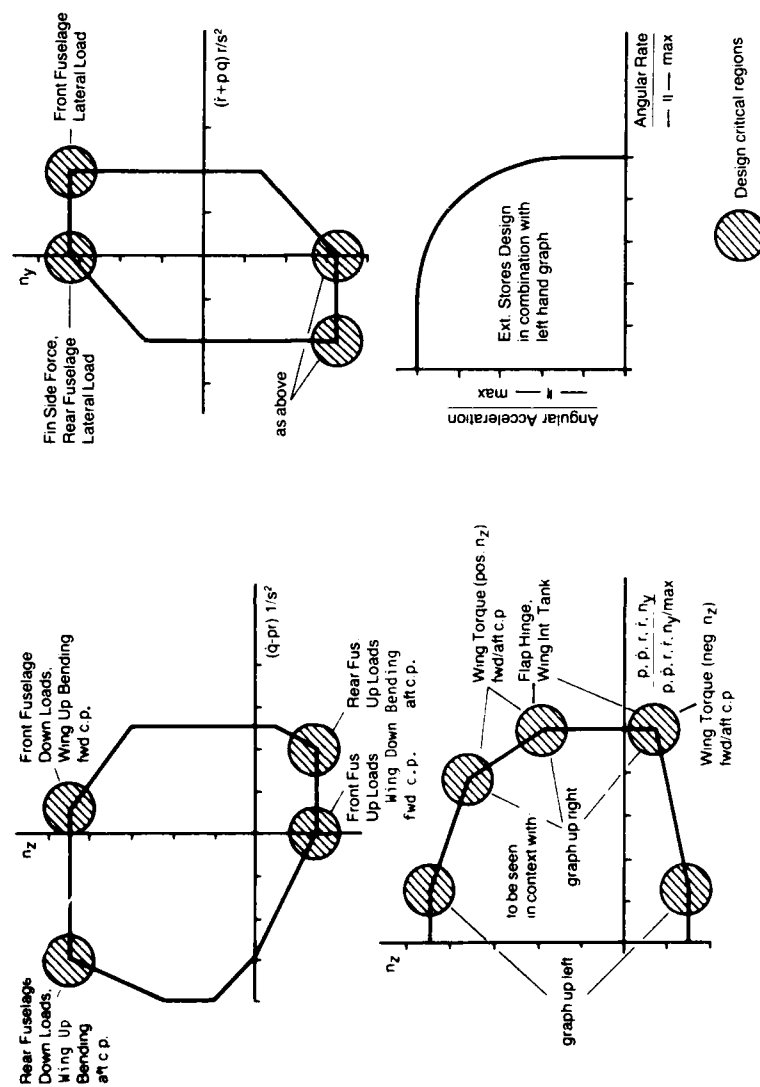 Rear Fuselage
Down Loads.
Wing Up
Bending
aft c.p.
n_z
Front Fuselage
Down Loads.
Wing Up Bending
fwd c.p.
(q̇-pr) 1/s²
Front Fus
Up Loads
Wing Down Bending
fwd c.p.
Rear Fus
Up Loads
aft c.p.
Fin Side Force,
Rear Fuselage
Lateral Load
n_y
Front Fuselage
Lateral Load
(ṙ+p q) r/s²
as above
n_z
Wing Torque (pos. n_z)
fwd/aft c.p
Flap Hinge,
Wing Int Tank
to be seen
in context with
graph up right
graph up left
p, ṗ, r, ṙ, n_y
p, ṗ, r, ṙ, n_y/max
Wing Torque (neg n_z)
fwd/aft c.p
Angular Acceleration
— " — max
Ext. Stores Design
in combination with
left hand graph
Angular Rate
— " — max
Design critical regions